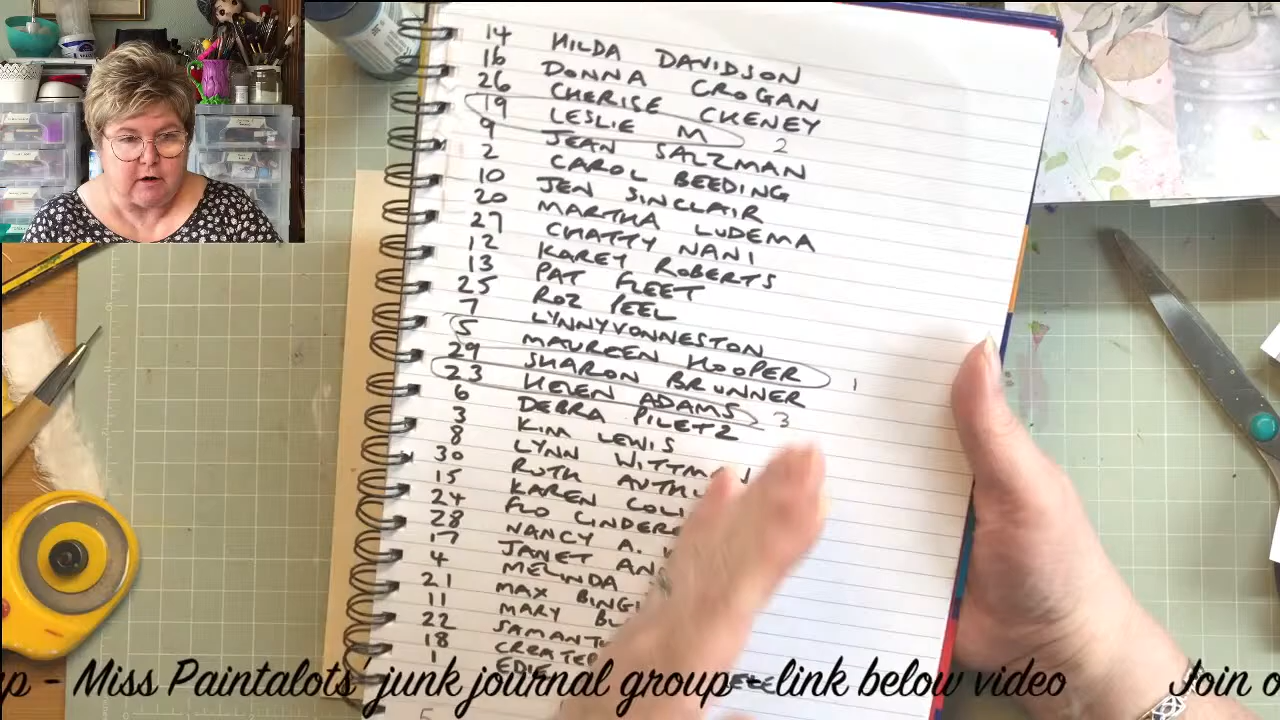 14 HILDA DAVIDSON
16 DONNA CROGAN
26 CHERISE CHENEY
19 LESLIE M 2
9 JEAN SALZMAN
2 CAROL BEEDING
10 JEN SINCLAIR
20 MARTHA LUDEMA
27 CHATTY NANI
12 KAREY ROBERTS
13 PAT FLEET
25 ROZ PEEL
7 LYNNYVONNESTON
5 MAUREEN HOOPER 1
29 SHARON BRUNNER
23 HELEN ADAMS 3
6 DEBRA PILETZ
3 KIM LEWIS
8 LYNN
30 RUTH
15 KAREN
24 FLO
28 NANCY A.
17 JANET
4 MELINDA
21 MAX
11 MARY
22
18
1 EDIE
- Miss Paintalots' junk journal group - link below video Join